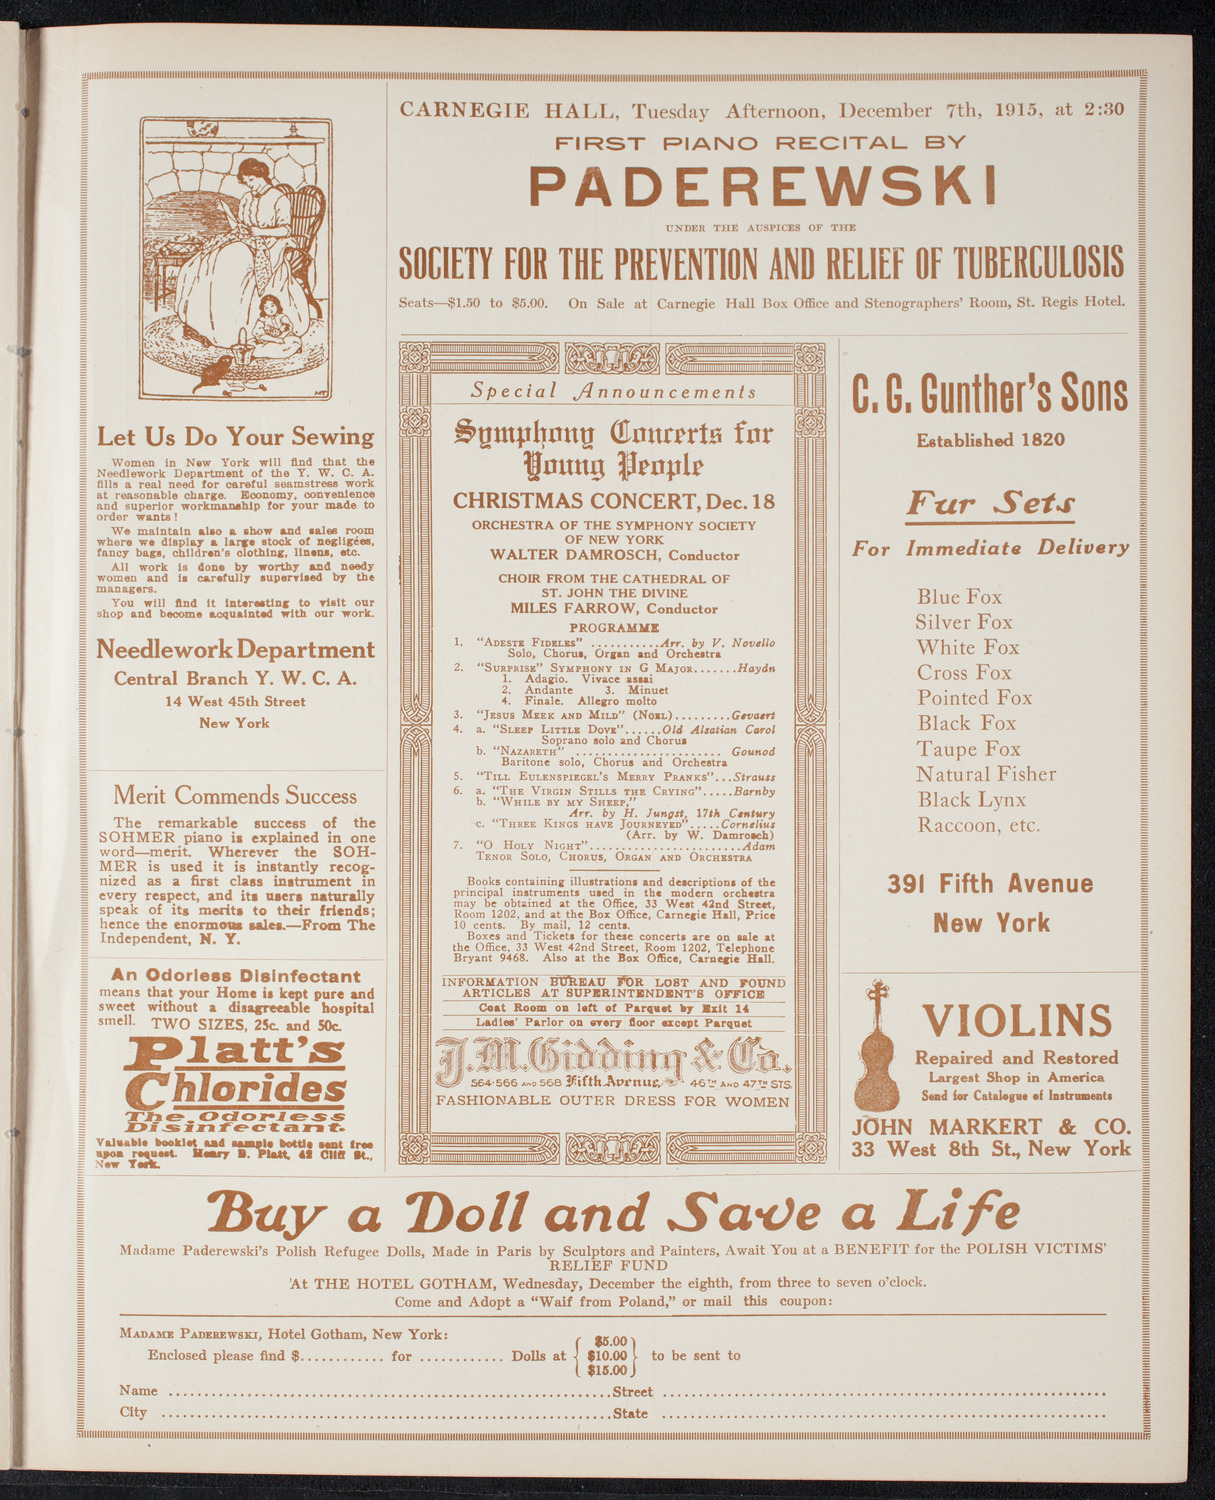 CARNEGIE HALL, Tuesday Afternoon, December 7th, 1915, at 2:30
FIRST PIANO RECITAL BY
PADEREWSKI
UNDER THE AUSPICES OF THE
SOCIETY FOR THE PREVENTION AND RELIEF OF TUBERCULOSIS
Seats—$1.50 to $5.00. On Sale at Carnegie Hall Box Office and Stenographers' Room, St. Regis Hotel.
Let Us Do Your Sewing
Women in New York will find that the
Needlework Department of the Y. W. C. A.
fills a real need for careful seamstress work
at reasonable charge. Economy, convenience
and superior workmanship for your made to
order wants!
We maintain also a show and sales room
where we display a large stock of negligées,
fancy bags, children's clothing, linens, etc.
All work is done by worthy and needy
women and is carefully supervised by the
managers.
You will find it interesting to visit our
shop and become acquainted with our work.
Needlework Department
Central Branch Y. W. C. A.
14 West 45th Street
New York
Merit Commends Success
The remarkable success of the
SOHMER piano is explained in one
word—merit. Wherever the SOH-
MER is used it is instantly recog-
nized as a first class instrument in
every respect, and its users naturally
speak of its merits to their friends;
hence the enormous sales.—From The
Independent, N. Y.
An Odorless Disinfectant
means that your Home is kept pure and
sweet without a disagreeable hospital
smell. TWO SIZES, 25c. and 50c.
Platt's
Chlorides
The Odorless
Disinfectant.
Valuable booklet and sample bottle sent free
upon request. Henry B. Platt, 42 Cliff St.,
New York.
Special Announcements
Symphony Concerts for
Young People
CHRISTMAS CONCERT, Dec. 18
ORCHESTRA OF THE SYMPHONY SOCIETY
OF NEW YORK
WALTER DAMROSCH, Conductor
CHOIR FROM THE CATHEDRAL OF
ST. JOHN THE DIVINE
MILES FARROW, Conductor
PROGRAMME
1. "ADESTE FIDELES" ...........Arr. by V. Novello
Solo, Chorus, Organ and Orchestra
2. "SURPRISE" SYMPHONY IN G MAJOR.......Haydn
1. Adagio. Vivace assai
2. Andante 3. Minuet
4. Finale. Allegro molto
3. "JESUS MEEK AND MILD" (NOEL).........Gevaert
4. a. "SLEEP LITTLE DOVE"......Old Alsatian Carol
Soprano solo and Chorus
b. "NAZARETH" ...................... Gounod
Baritone solo, Chorus and Orchestra
5. "TILL EULENSPIEGEL'S MERRY PRANKS"...Strauss
6. a. "THE VIRGIN STILLS THE CRYING".....Barnby
b. "WHILE BY MY SHEEP,"
Arr. by H. Jungst, 17th Century
c. "THREE KINGS HAVE JOURNEYED".....Cornelius
(Arr. by W. Damrosch)
7. "O HOLY NIGHT".......................Adam
TENOR SOLO, CHORUS, ORGAN AND ORCHESTRA
Books containing illustrations and descriptions of the
principal instruments used in the modern orchestra
may be obtained at the Office, 33 West 42nd Street,
Room 1202, and at the Box Office, Carnegie Hall, Price
10 cents. By mail, 12 cents.
Boxes and Tickets for these concerts are on sale at
the Office, 33 West 42nd Street, Room 1202, Telephone
Bryant 9468. Also at the Box Office, Carnegie Hall.
INFORMATION BUREAU FOR LOST AND FOUND
ARTICLES AT SUPERINTENDENT'S OFFICE
Coat Room on left of Parquet by Exit 14
Ladies' Parlor on every floor except Parquet
J. M. Gidding & Co.
564-566 AND 568 Fifth Avenue 46TH AND 47TH STS.
FASHIONABLE OUTER DRESS FOR WOMEN
C. G. Gunther's Sons
Established 1820
Fur Sets
For Immediate Delivery
Blue Fox
Silver Fox
White Fox
Cross Fox
Pointed Fox
Black Fox
Taupe Fox
Natural Fisher
Black Lynx
Raccoon, etc.
391 Fifth Avenue
New York
VIOLINS
Repaired and Restored
Largest Shop in America
Send for Catalogue of Instruments
JOHN MARKERT & CO.
33 West 8th St., New York
Buy a Doll and Save a Life
Madame Paderewski's Polish Refugee Dolls, Made in Paris by Sculptors and Painters, Await You at a BENEFIT for the POLISH VICTIMS'
RELIEF FUND
At THE HOTEL GOTHAM, Wednesday, December the eighth, from three to seven o'clock.
Come and Adopt a "Waif from Poland," or mail this coupon:
MADAME PADEREWSKI, Hotel Gotham, New York:
Enclosed please find $............ for ............ Dolls at { $5.00 $10.00 $15.00 } to be sent to
Name ........................................Street ........................................
City ........................................State ........................................